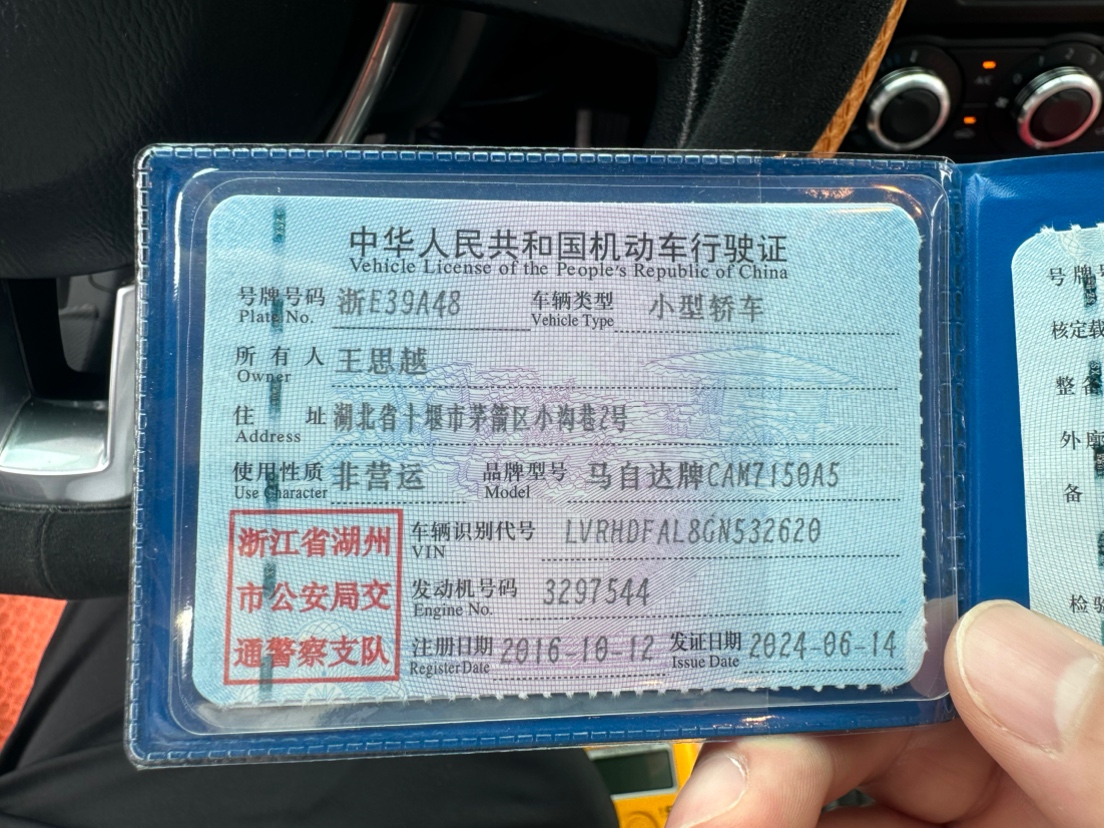 中华人民共和国机动车行驶证
Vehicle License of the People's Republic of China
号牌号码 浙E39A48 车辆类型 小型轿车
Plate No. Vehicle Type
所有人 王思越
Owner
住址 湖北省十堰市茅箭区小沟巷2号
Address
使用性质 非营运 品牌型号 马自达牌CAM7150A5
Use Character Model
浙江省湖州
市公安局交
通警察支队
车辆识别代号 LVRHDFAL8GN532620
VIN
发动机号码 3297544
Engine No.
注册日期 2016-10-12 发证日期 2024-06-14
Register Date Issue Date
号牌
核定载
整备
外廓
备
检验
A/C